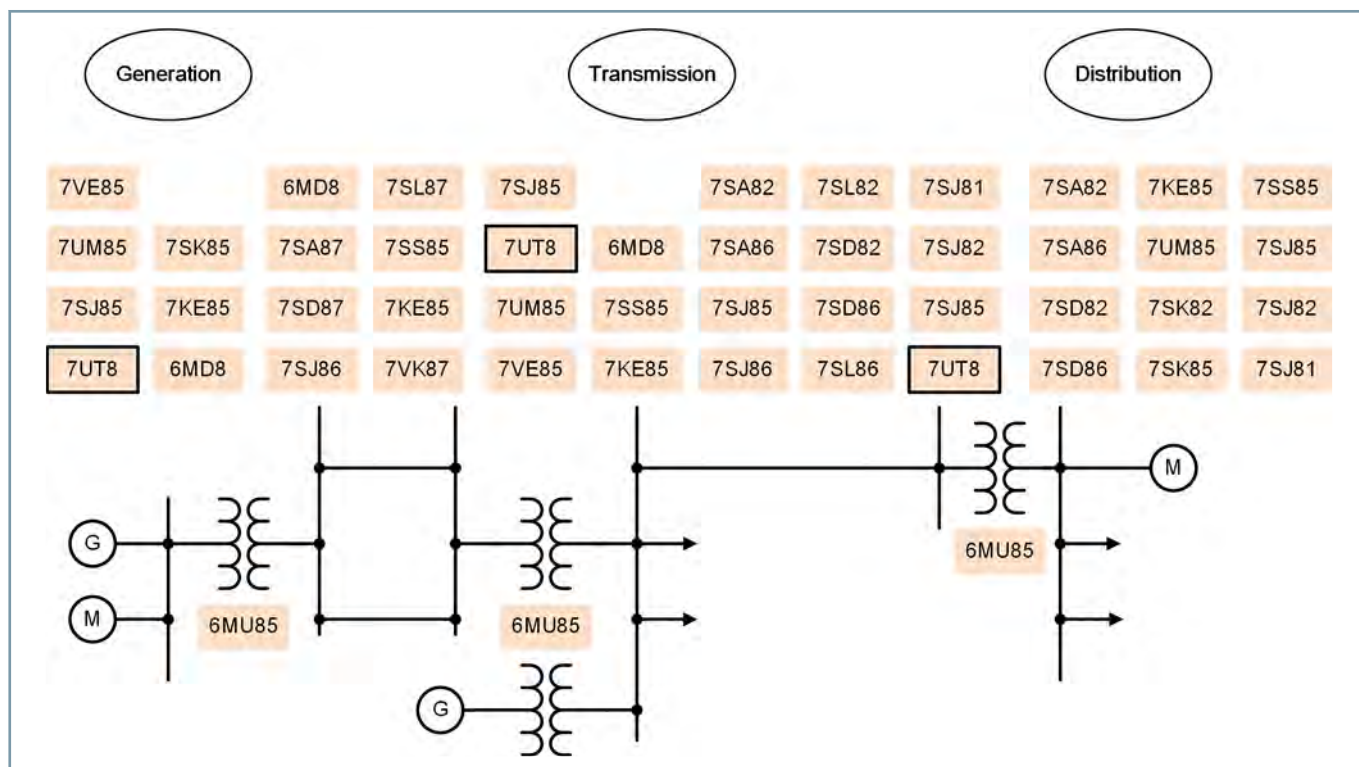 Generation Transmission Distribution
7VE85 6MD8 7SL87 7SJ85 7SA82 7SL82 7SJ81 7SA82 7KE85 7SS85
7UM85 7SK85 7SA87 7SS85 7UT8 6MD8 7SA86 7SD82 7SJ82 7SA86 7UM85 7SJ85
7SJ85 7KE85 7SD87 7KE85 7UM85 7SS85 7SJ85 7SD86 7SJ85 7SD82 7SK82 7SJ82
7UT8 6MD8 7SJ86 7VK87 7VE85 7KE85 7SJ86 7SL86 7UT8 7SD86 7SK85 7SJ81
M
G
6MU85
M
6MU85 6MU85
G